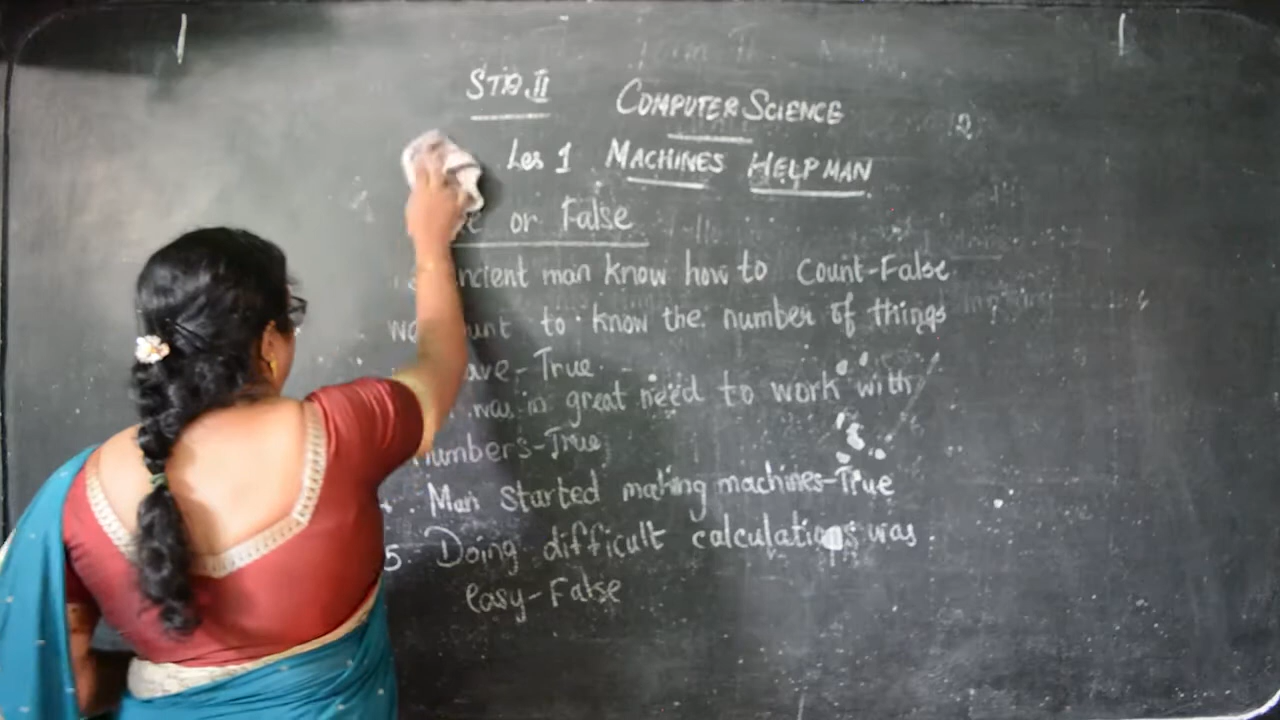 STD.II COMPUTER SCIENCE
2
Les 1 MACHINES HELP MAN
or False
man know how to count-False
to know the number of things
True
was in great need to work with
numbers-True
Man started making machines-True
5. Doing difficult calculations was
easy-False